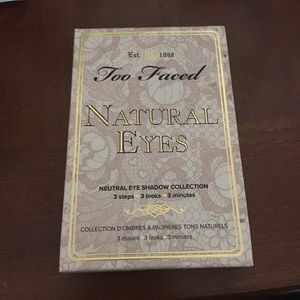 Est. 1998
Too Faced
NATURAL
EYES
NEUTRAL EYE SHADOW COLLECTION
3 steps 3 looks 3 minutes
COLLECTION D'OMBRES À PAUPIÈRES TONS NATURELS
3 étapes 3 looks 3 minutes